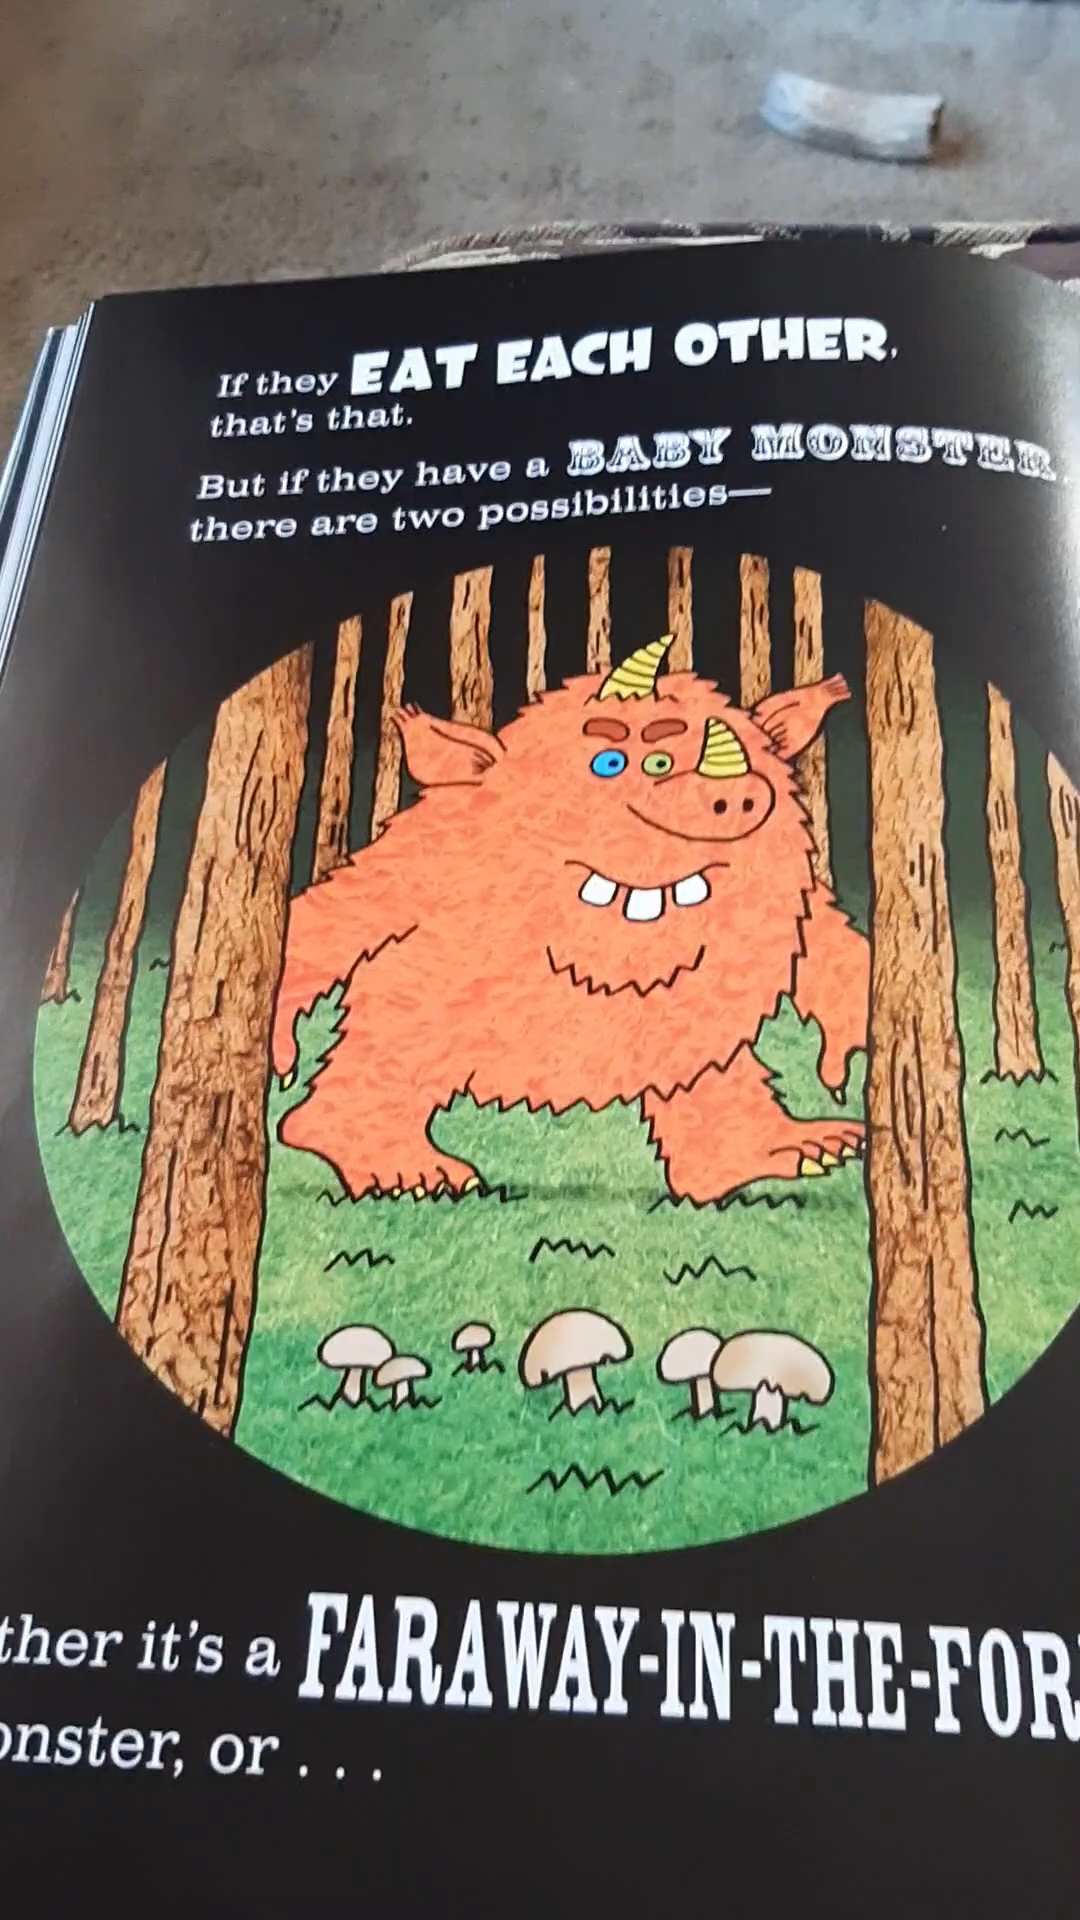 If they EAT EACH OTHER,
that's that.
But if they have a BABY MONSTER,
there are two possibilities—
ther it's a FARAWAY-IN-THE-FOR
onster, or . . .